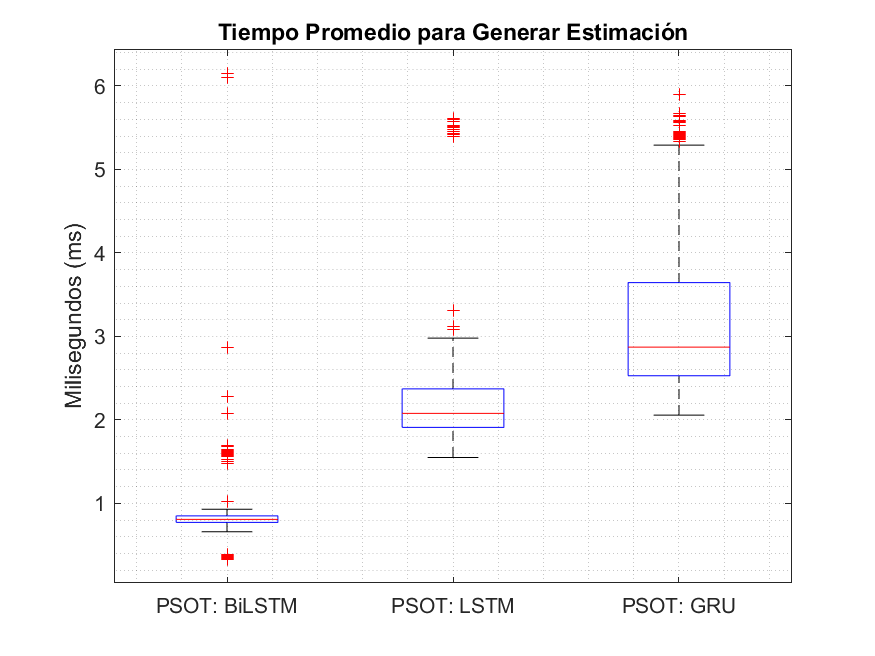 Tiempo Promedio para Generar Estimación
Milisegundos (ms)
6
5
4
3
2
1
PSOT: BiLSTM
PSOT: LSTM
PSOT: GRU